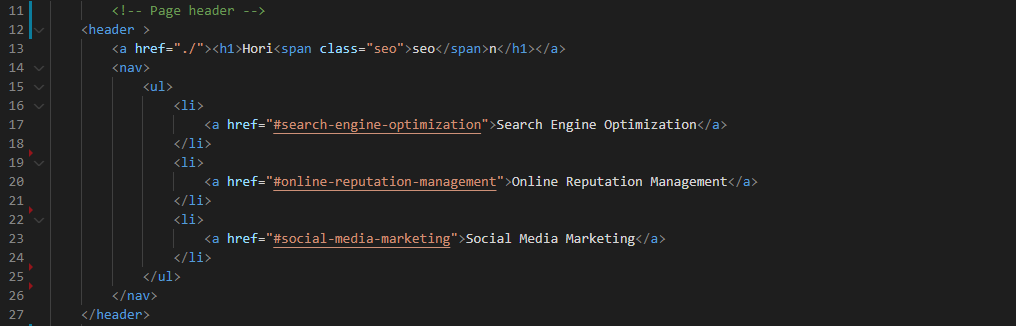 11 <!-- Page header -->
12 <header >
13 <a href="./"><h1>Hori<span class="seo">seo</span>n</h1></a>
14 <nav>
15 <ul>
16 <li>
17 <a href="#search-engine-optimization">Search Engine Optimization</a>
18 </li>
19 <li>
20 <a href="#online-reputation-management">Online Reputation Management</a>
21 </li>
22 <li>
23 <a href="#social-media-marketing">Social Media Marketing</a>
24 </li>
25 </ul>
26 </nav>
27 </header>